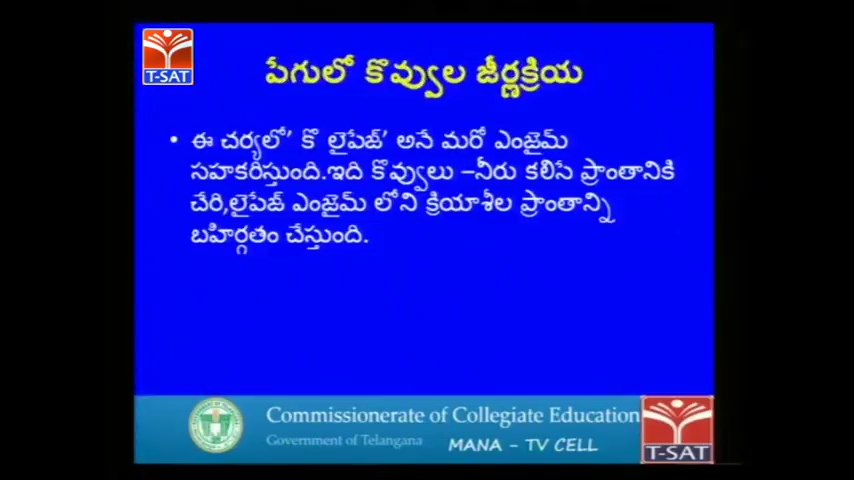 T-SAT
పేగులో కొవ్వుల జీర్ణక్రియ
• ఈ చర్యలో' కొ లైపేజ్' అనే మరో ఎంజైమ్
సహకరిస్తుంది.ఇది కొవ్వులు –నీరు కలిసే ప్రాంతానికి
చేరి,లైపేజ్ ఎంజైమ్ లోని క్రియాశీల ప్రాంతాన్ని
బహిర్గతం చేస్తుంది.
Commissionerate of Collegiate Education
Government of Telangana
MANA – TV CELL
T-SAT